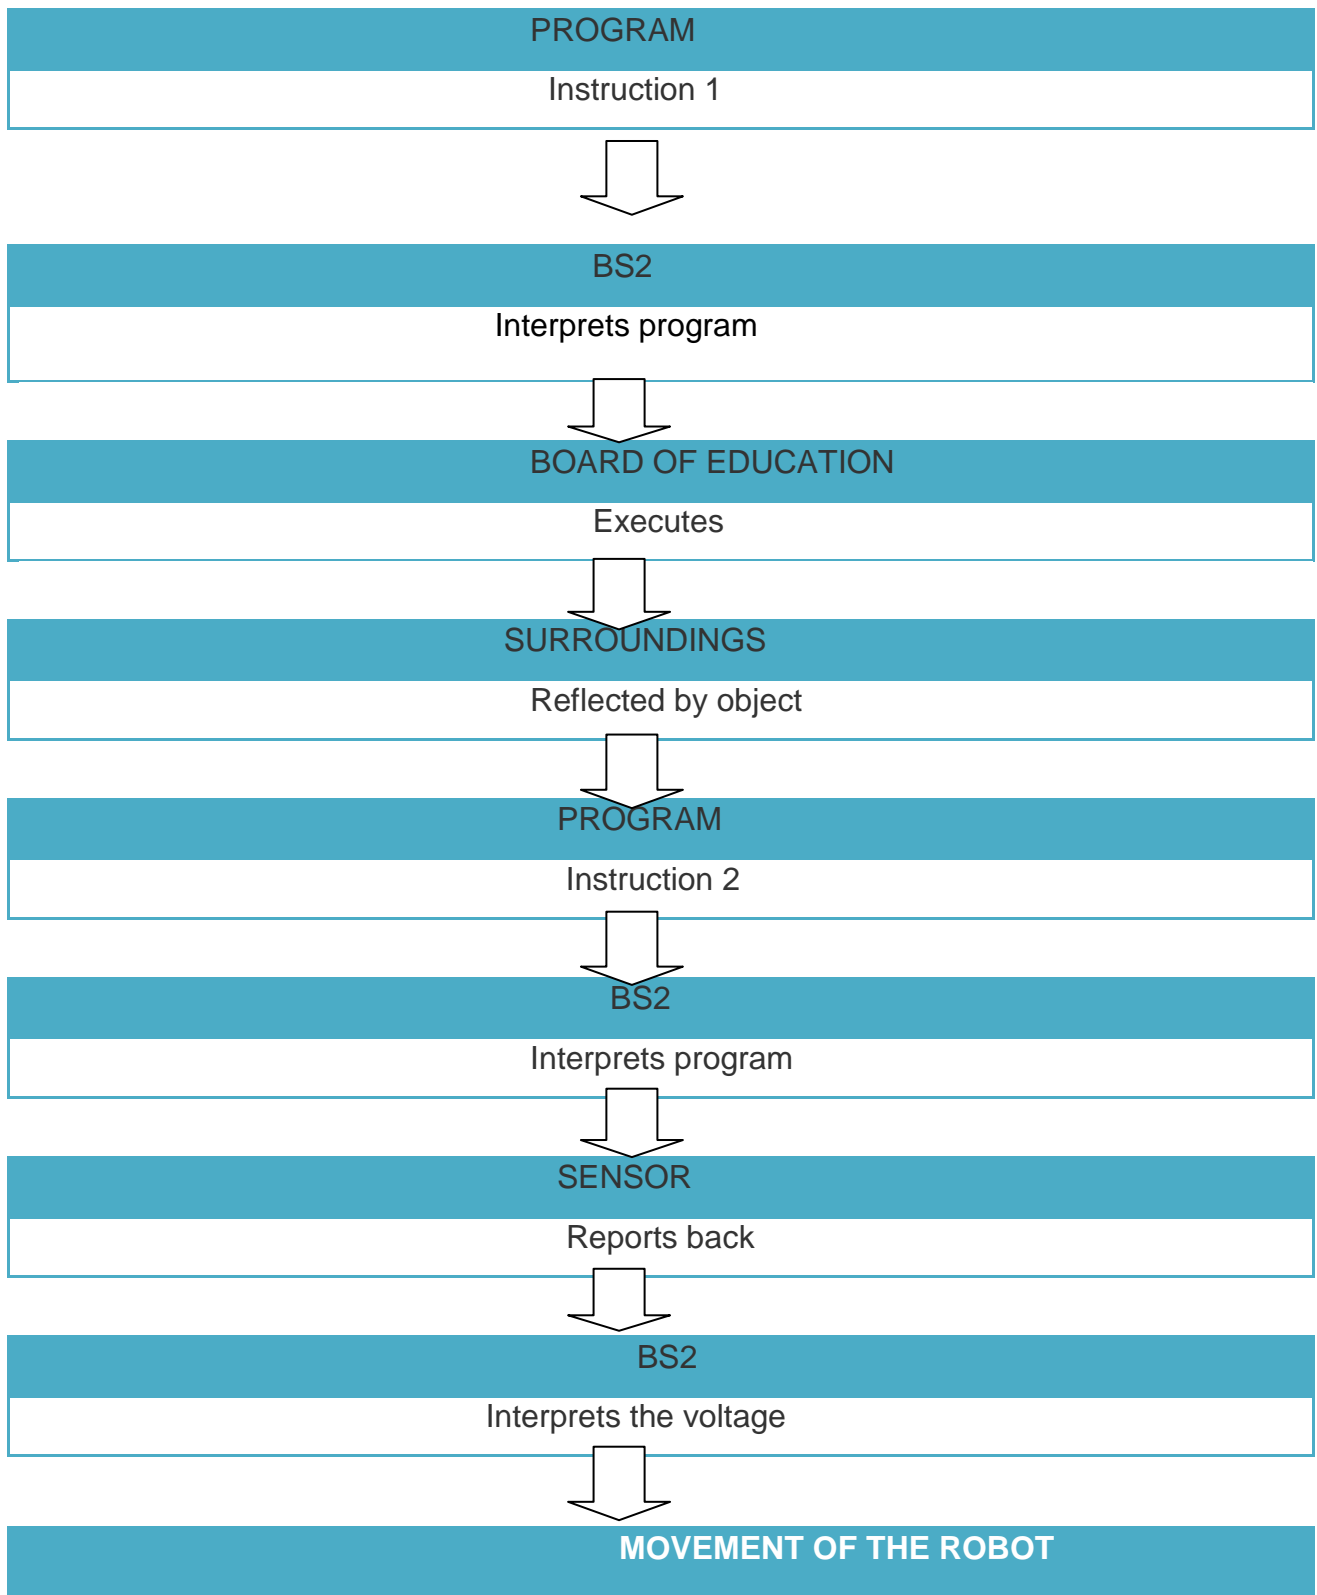 PROGRAM
Instruction 1
BS2
Interprets program
BOARD OF EDUCATION
Executes
SURROUNDINGS
Reflected by object
PROGRAM
Instruction 2
BS2
Interprets program
SENSOR
Reports back
BS2
Interprets the voltage
MOVEMENT OF THE ROBOT